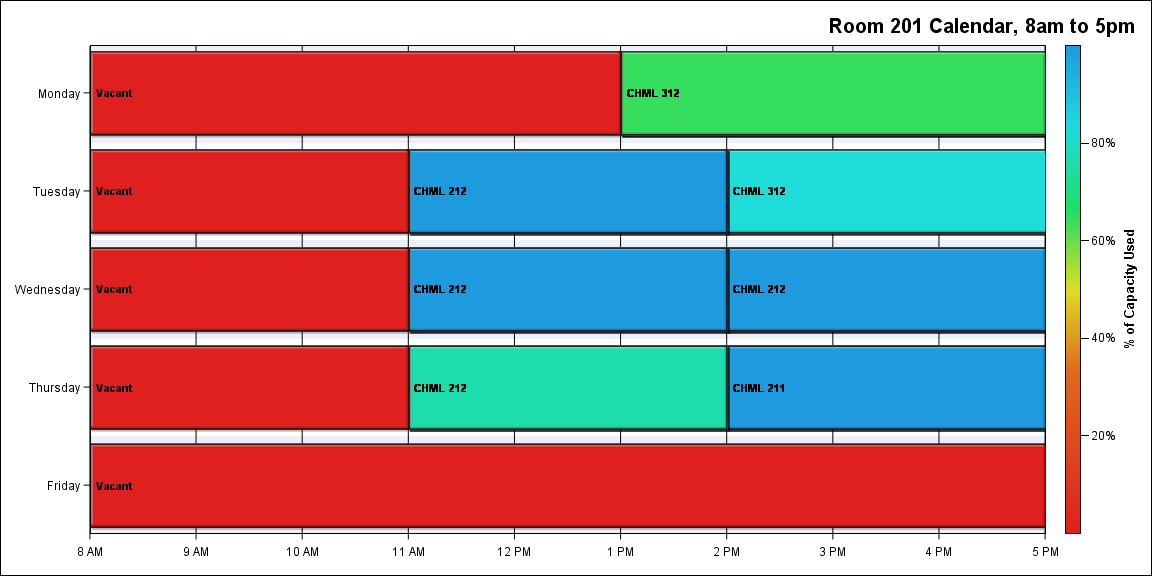 Room 201 Calendar, 8am to 5pm
Monday
Vacant
CHML 312
Tuesday
Vacant
CHML 212
CHML 312
Wednesday
Vacant
CHML 212
CHML 212
Thursday
Vacant
CHML 212
CHML 211
Friday
Vacant
8 AM
9 AM
10 AM
11 AM
12 PM
1 PM
2 PM
3 PM
4 PM
5 PM
80%
60%
40%
20%
% of Capacity Used